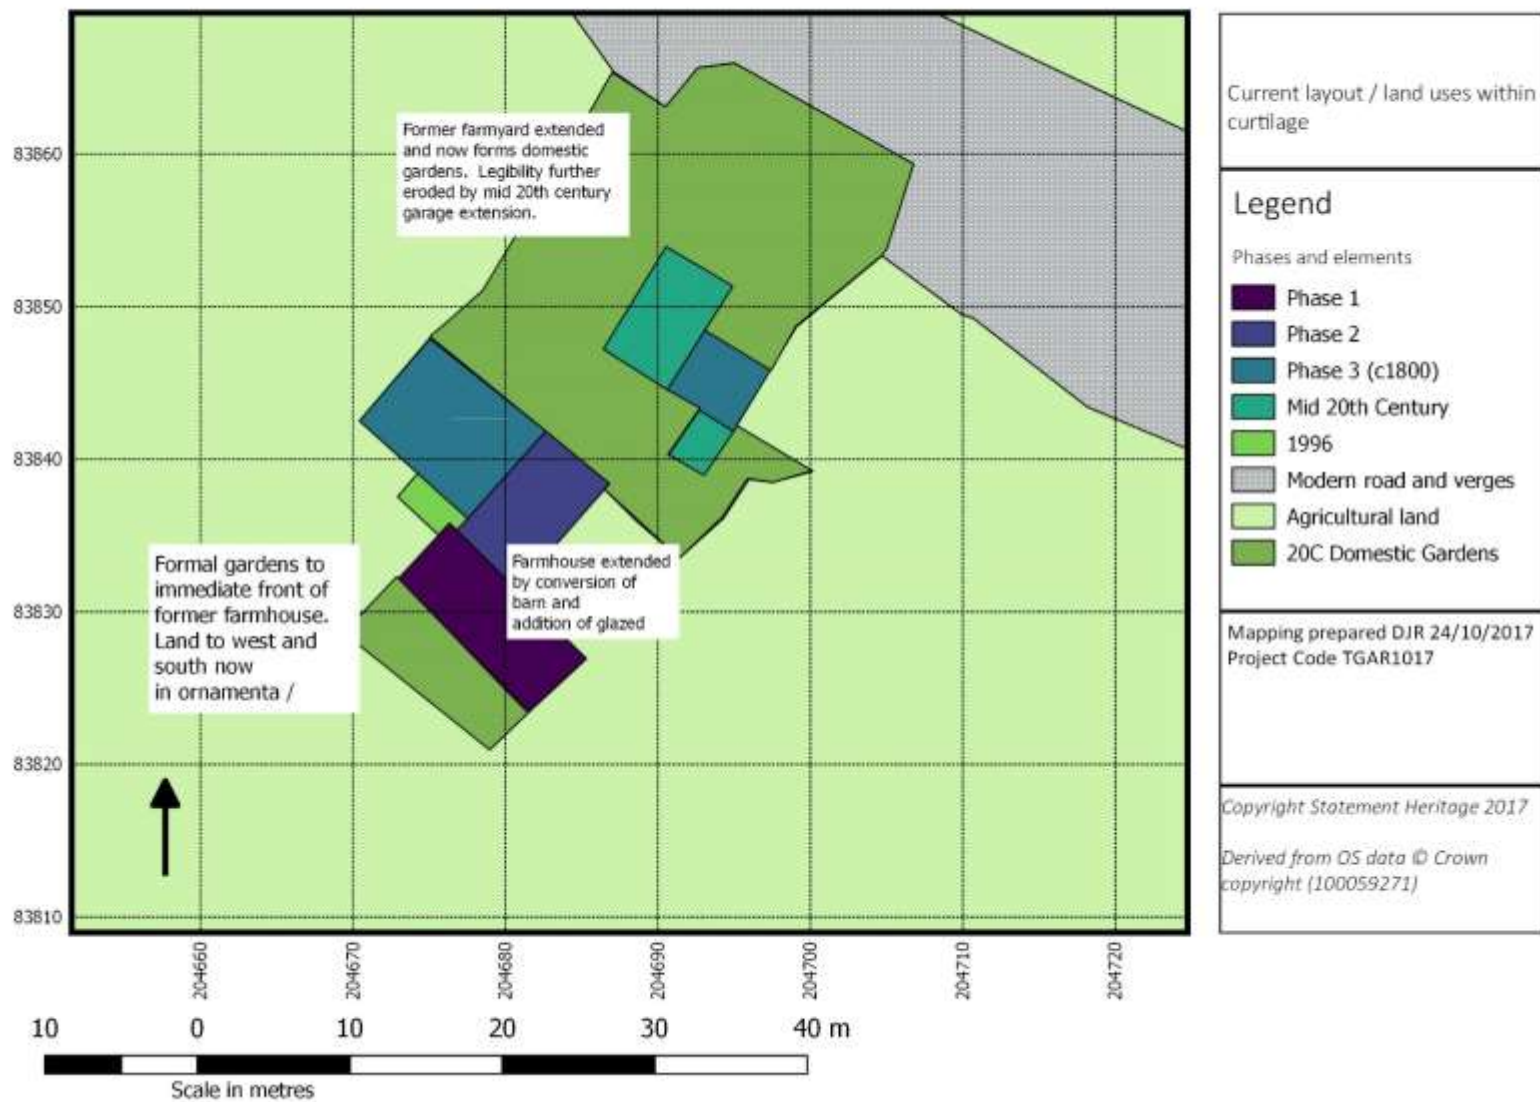 Former farmyard extended
and now forms domestic
gardens. Legibility further
eroded by mid 20th century
garage extension.
Formal gardens to
immediate front of
former farmhouse.
Land to west and
south now
in ornamenta /
Farmhouse extended
by conversion of
barn and
addition of glazed
83860
83850
83840
83830
83820
83810
204660
204670
204680
204690
204700
204710
204720
10 0 10 20 30 40 m
Scale in metres
Current layout / land uses within
curtilage
Legend
Phases and elements
Phase 1
Phase 2
Phase 3 (c1800)
Mid 20th Century
1996
Modern road and verges
Agricultural land
20C Domestic Gardens
Mapping prepared DJR 24/10/2017
Project Code TGAR1017
Copyright Statement Heritage 2017
Derived from OS data © Crown
copyright (100059271)